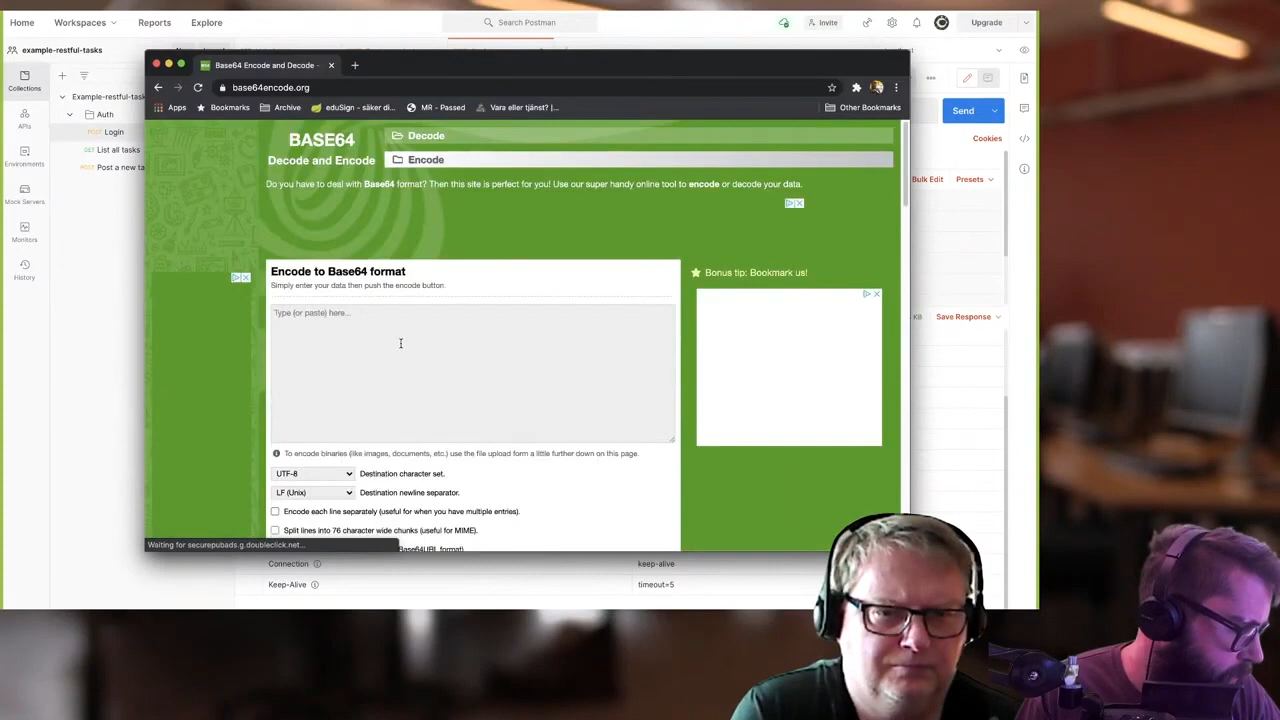 Home Workspaces Reports Explore Search Postman Invite Upgrade
example-restful-tasks
Base64 Encode and Decode -
base64encode.org
Apps Bookmarks Archive eduSign - säker di... MR - Passed Vara eller tjänst? |... Other Bookmarks
Collections
APIs
Environments
Mock Servers
Monitors
History
Example-restful-tas
Auth
POST Login
GET List all tasks
POST Post a new ta
Send
Cookies
Bulk Edit Presets
KB Save Response
BASE64
Decode and Encode
Decode
Encode
Do you have to deal with Base64 format? Then this site is perfect for you! Use our super handy online tool to encode or decode your data.
Encode to Base64 format
Simply enter your data then push the encode button.
Type (or paste) here...
Bonus tip: Bookmark us!
To encode binaries (like images, documents, etc.) use the file upload form a little further down on this page.
UTF-8 Destination character set.
LF (Unix) Destination newline separator.
Encode each line separately (useful for when you have multiple entries).
Split lines into 76 character wide chunks (useful for MIME).
Base64URL format).
Waiting for securepubads.g.doubleclick.net...
Connection keep-alive
Keep-Alive timeout=5